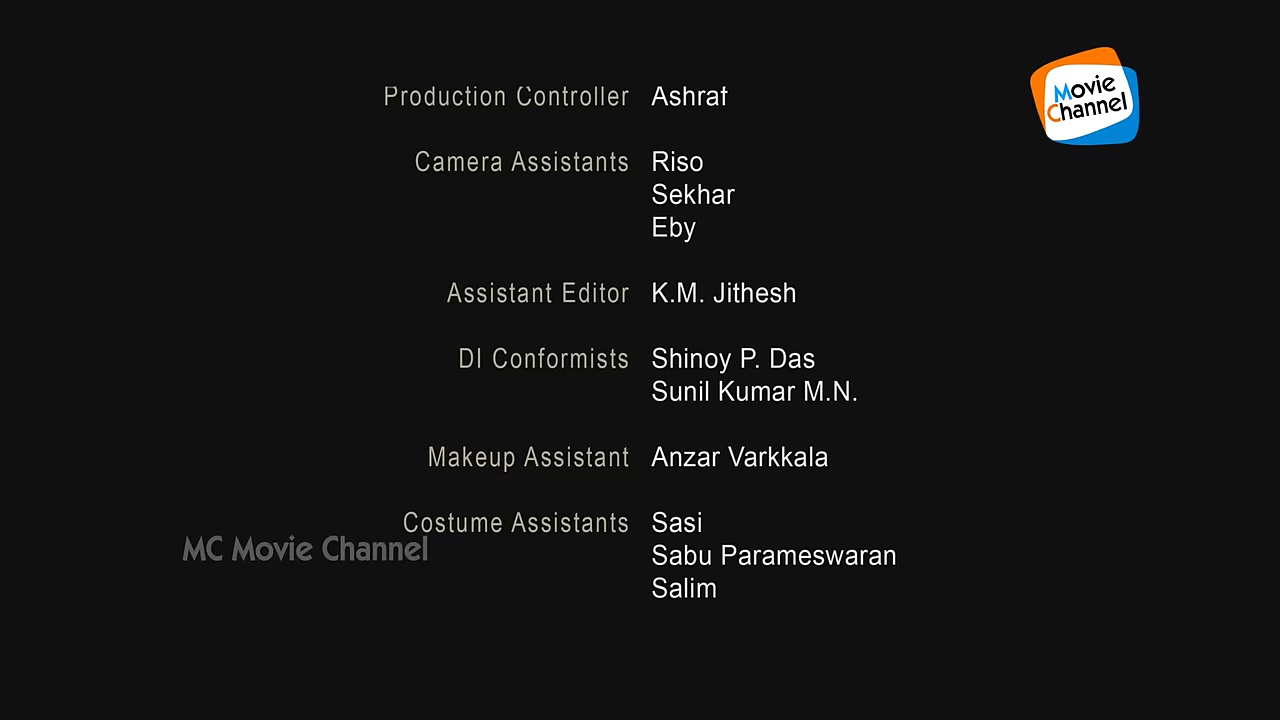 Production Controller Ashraf
Movie
Channel
Camera Assistants Riso
Sekhar
Eby
Assistant Editor K.M. Jithesh
DI Conformists Shinoy P. Das
Sunil Kumar M.N.
Makeup Assistant Anzar Varkkala
Costume Assistants Sasi
MC Movie Channel
Sabu Parameswaran
Salim